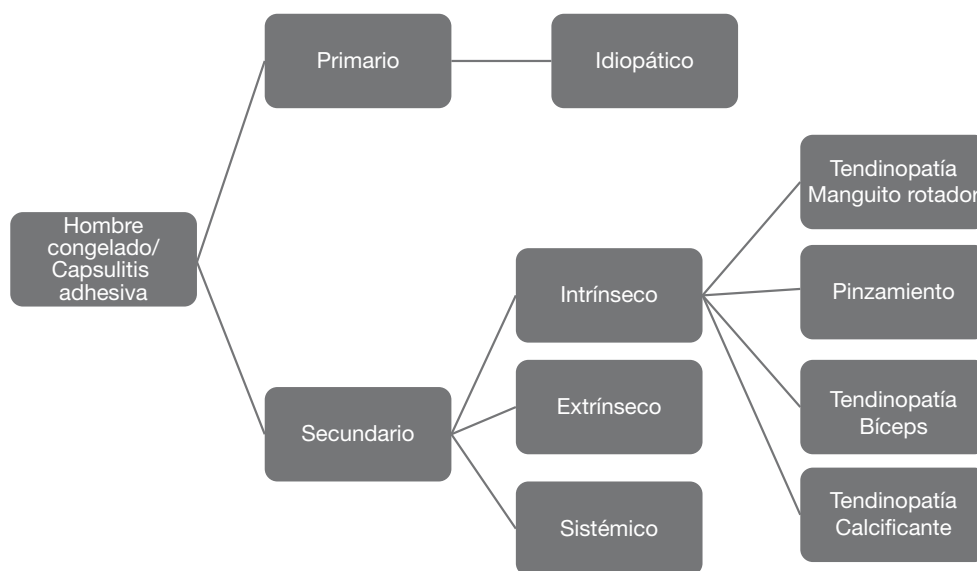 Primario
Idiopático
Hombre
congelado/
Capsulitis
adhesiva
Secundario
Intrínseco
Extrínseco
Sistémico
Tendinopatía
Manguito rotador
Pinzamiento
Tendinopatía
Bíceps
Tendinopatía
Calcificante